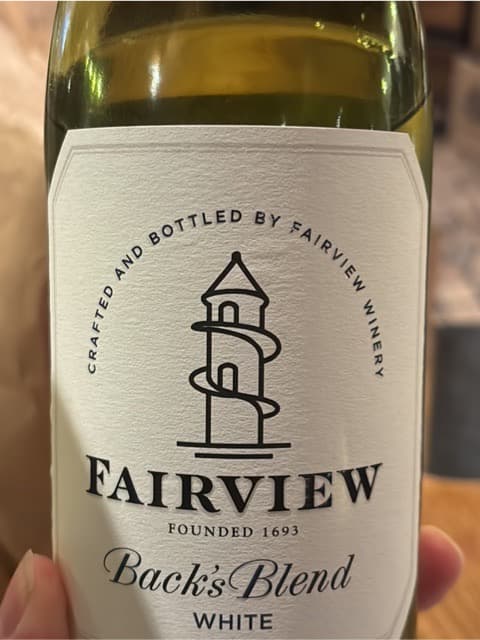 CRAFTED AND BOTTLED BY FAIRVIEW WINERY
FAIRVIEW
FOUNDED 1693
Back's Blend
WHITE